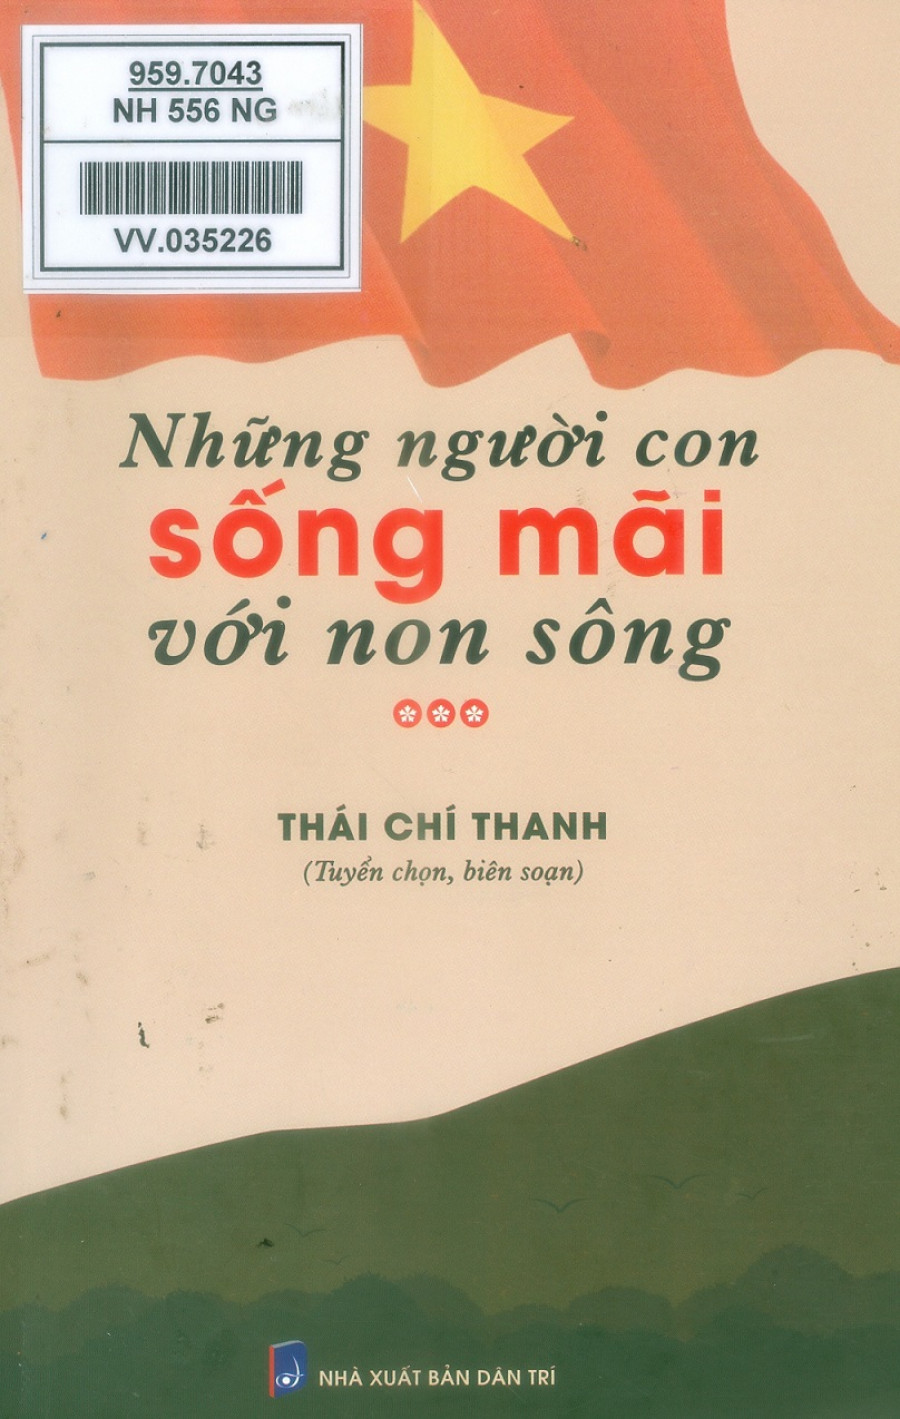 959.7043
NH 556 NG
VV.035226
Những người con
sống mãi
với non sông
THÁI CHÍ THANH
(Tuyển chọn, biên soạn)
NHÀ XUẤT BẢN DÂN TRÍ